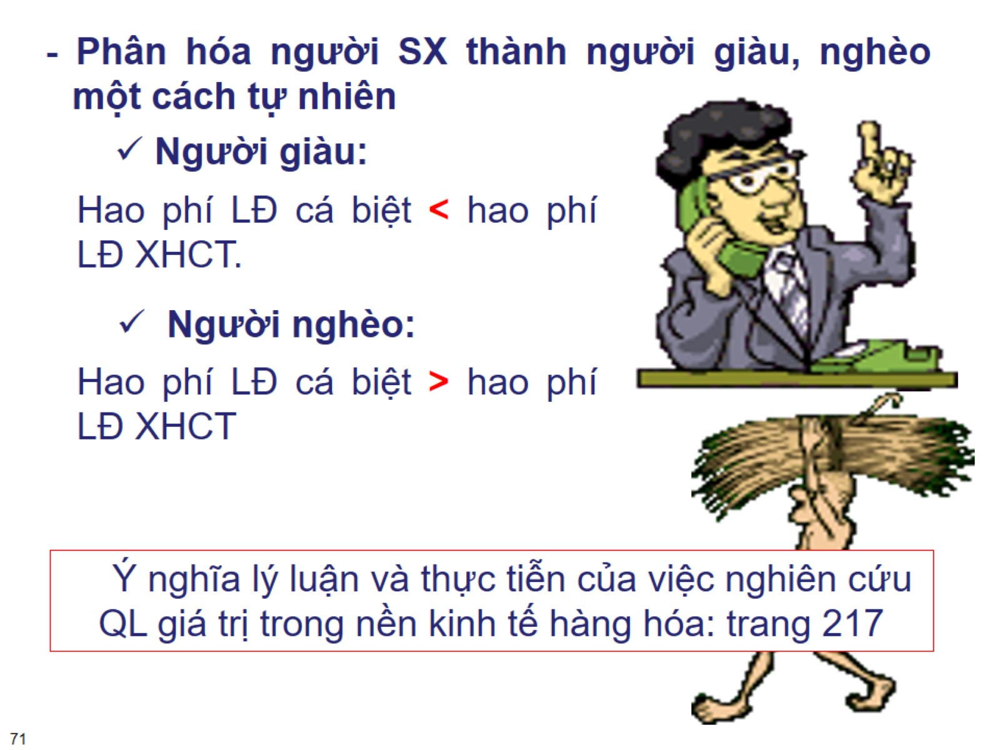 - Phân hóa người SX thành người giàu, nghèo
một cách tự nhiên
✓ Người giàu:
Hao phí LĐ cá biệt < hao phí
LĐ XHCT.
✓ Người nghèo:
Hao phí LĐ cá biệt > hao phí
LĐ XHCT
Ý nghĩa lý luận và thực tiễn của việc nghiên cứu
QL giá trị trong nền kinh tế hàng hóa: trang 217
71